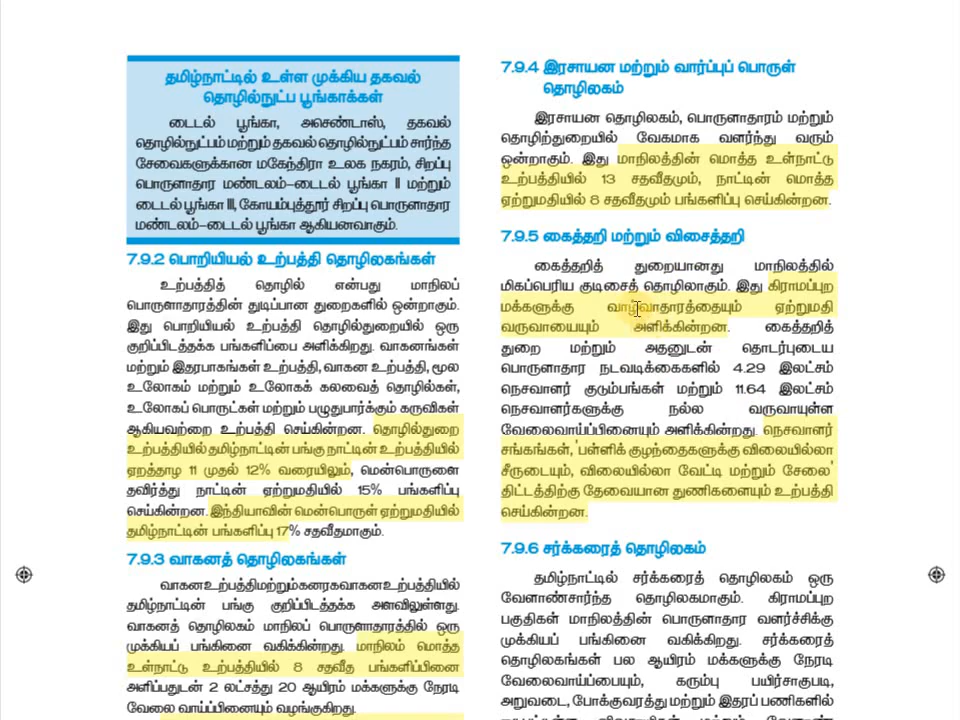 தமிழ்நாட்டில் உள்ள முக்கிய தகவல்
தொழில்நுட்ப பூங்காக்கள்
டைடல் பூங்கா, அசெண்டாஸ், தகவல்
தொழில்நுட்பம் மற்றும் தகவல் தொழில்நுட்பம் சார்ந்த
சேவைகளுக்கான மகேந்திரா உலக நகரம், சிறப்பு
பொருளாதார மண்டலம்–டைடல் பூங்கா II மற்றும்
டைடல் பூங்கா III, கோயம்புத்தூர் சிறப்பு பொருளாதார
மண்டலம்–டைடல் பூங்கா ஆகியனவாகும்.
7.9.2 பொறியியல் உற்பத்தி தொழிலகங்கள்
உற்பத்தித் தொழில் என்பது மாநிலப்
பொருளாதாரத்தின் துடிப்பான துறைகளில் ஒன்றாகும்.
இது பொறியியல் உற்பத்தி தொழில்துறையில் ஒரு
குறிப்பிடத்தக்க பங்களிப்பை அளிக்கிறது. வாகனங்கள்
மற்றும் இதரபாகங்கள் உற்பத்தி, வாகன உற்பத்தி, மூல
உலோகம் மற்றும் உலோகக் கலவைத் தொழில்கள்,
உலோகப் பொருட்கள் மற்றும் பழுதுபார்க்கும் கருவிகள்
ஆகியவற்றை உற்பத்தி செய்கின்றன. தொழில்துறை
உற்பத்தியில் தமிழ்நாட்டின் பங்கு நாட்டின் உற்பத்தியில்
ஏறத்தாழ 11 முதல் 12% வரையிலும், மென்பொருளை
தவிர்த்து நாட்டின் ஏற்றுமதியில் 15% பங்களிப்பு
செய்கின்றன. இந்தியாவின் மென்பொருள் ஏற்றுமதியில்
தமிழ்நாட்டின் பங்களிப்பு 17% சதவீதமாகும்.
7.9.3 வாகனத் தொழிலகங்கள்
வாகன உற்பத்தி மற்றும் கனரக வாகன உற்பத்தியில்
தமிழ்நாட்டின் பங்கு குறிப்பிடத்தக்க அளவிலுள்ளது.
வாகனத் தொழிலகம் மாநிலப் பொருளாதாரத்தில் ஒரு
முக்கியப் பங்கினை வகிக்கின்றது. மாநிலம் மொத்த
உள்நாட்டு உற்பத்தியில் 8 சதவீத பங்களிப்பினை
அளிப்பதுடன் 2 லட்சத்து 20 ஆயிரம் மக்களுக்கு நேரடி
வேலை வாய்ப்பினையும் வழங்குகிறது.
7.9.4 இரசாயன மற்றும் வார்ப்புப் பொருள்
தொழிலகம்
இரசாயன தொழிலகம், பொருளாதாரம் மற்றும்
தொழிற்துறையில் வேகமாக வளர்ந்து வரும்
ஒன்றாகும். இது மாநிலத்தின் மொத்த உள்நாட்டு
உற்பத்தியில் 13 சதவீதமும், நாட்டின் மொத்த
ஏற்றுமதியில் 8 சதவீதமும் பங்களிப்பு செய்கின்றன.
7.9.5 கைத்தறி மற்றும் விசைத்தறி
கைத்தறித் துறையானது மாநிலத்தில்
மிகப்பெரிய குடிசைத் தொழிலாகும். இது கிராமப்புற
மக்களுக்கு வாழ்வாதாரத்தையும் ஏற்றுமதி
வருவாயையும் அளிக்கின்றன. கைத்தறித்
துறை மற்றும் அதனுடன் தொடர்புடைய
பொருளாதார நடவடிக்கைகளில் 4.29 இலட்சம்
நெசவாளர் குடும்பங்கள் மற்றும் 11.64 இலட்சம்
நெசவாளர்களுக்கு நல்ல வருவாயுள்ள
வேலைவாய்ப்பினையும் அளிக்கின்றது. நெசவாளர்
சங்கங்கள், 'பள்ளிக் குழந்தைகளுக்கு விலையில்லா
சீருடையும், விலையில்லா வேட்டி மற்றும் சேலை'
திட்டத்திற்கு தேவையான துணிகளையும் உற்பத்தி
செய்கின்றன.
7.9.6 சர்க்கரைத் தொழிலகம்
தமிழ்நாட்டில் சர்க்கரைத் தொழிலகம் ஒரு
வேளாண்சார்ந்த தொழிலகமாகும். கிராமப்புற
பகுதிகள் மாநிலத்தின் பொருளாதார வளர்ச்சிக்கு
முக்கியப் பங்கினை வகிக்கிறது. சர்க்கரைத்
தொழிலகங்கள் பல ஆயிரம் மக்களுக்கு நேரடி
வேலைவாய்ப்பையும், கரும்பு பயிர்சாகுபடி,
அறுவடை, போக்குவரத்து மற்றும் இதரப் பணிகளில்